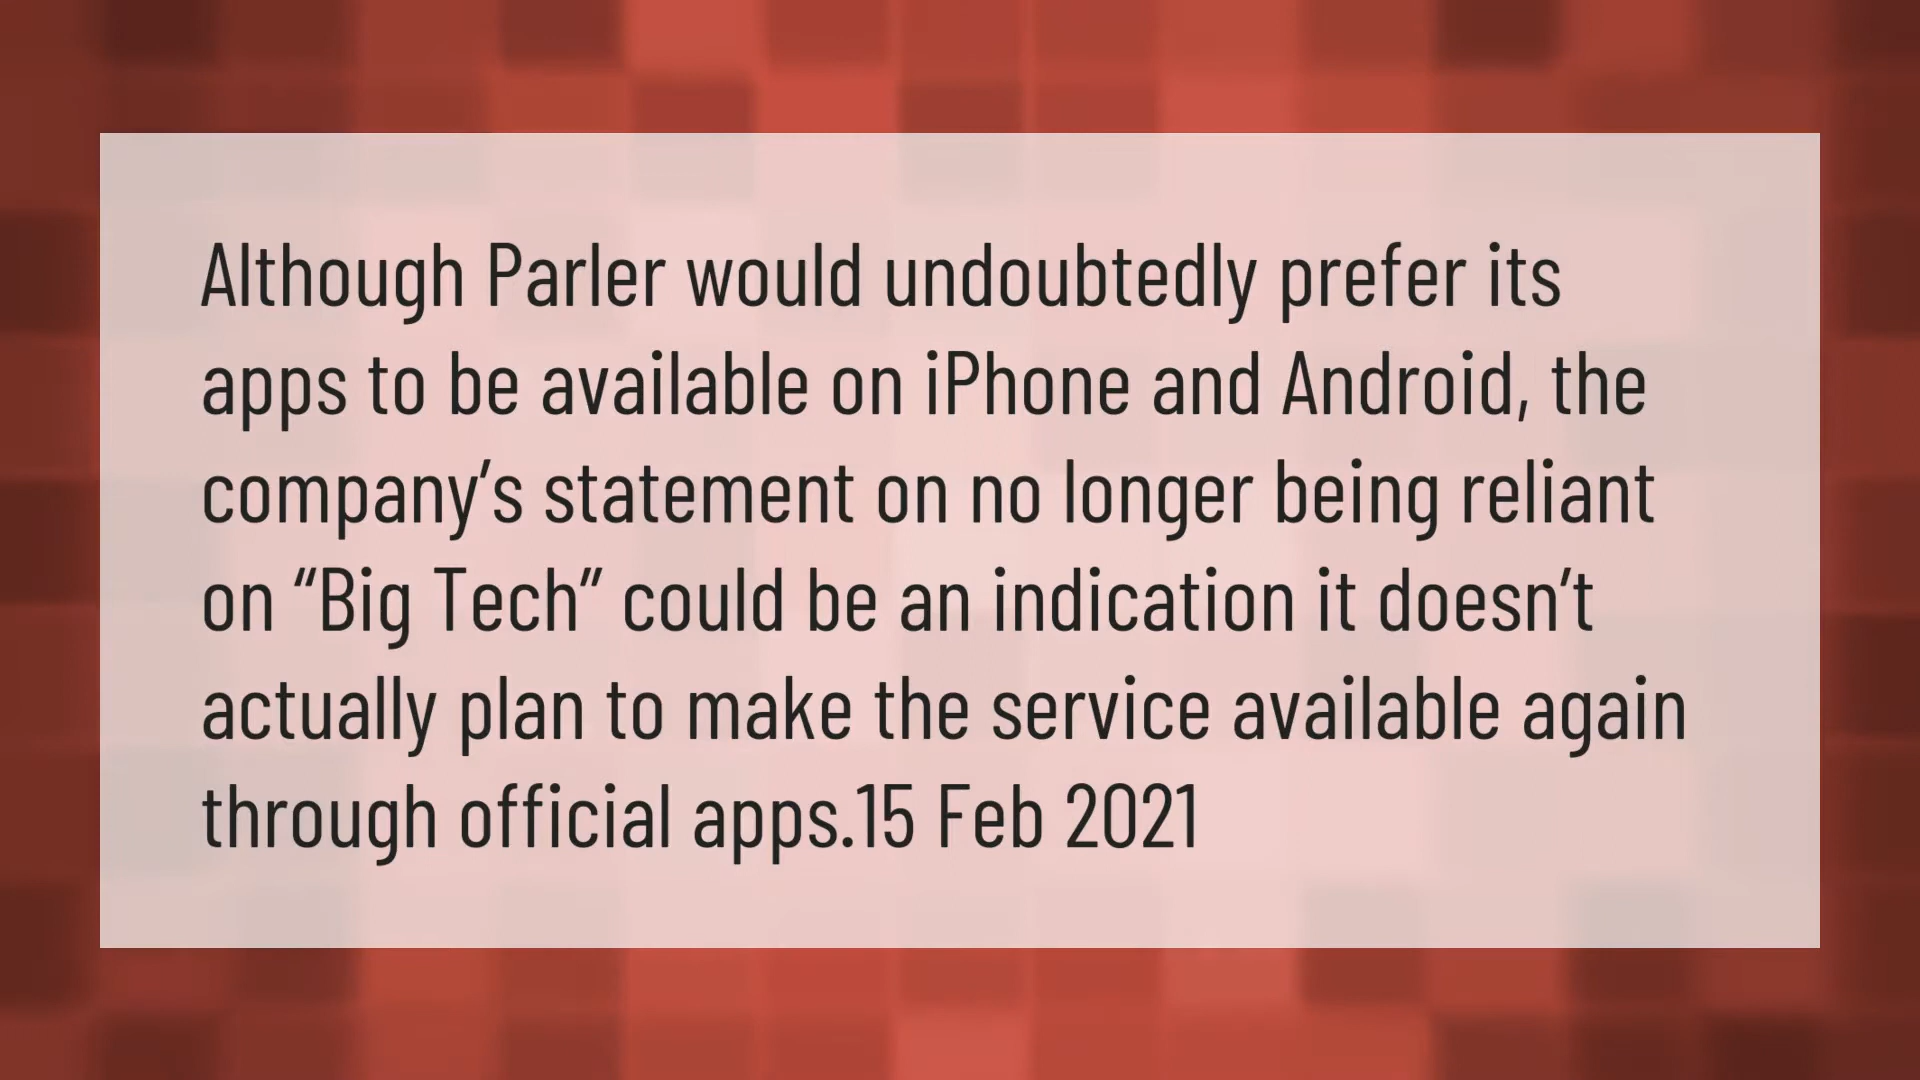 Although Parler would undoubtedly prefer its
apps to be available on iPhone and Android, the
company’s statement on no longer being reliant
on “Big Tech” could be an indication it doesn’t
actually plan to make the service available again
through official apps.15 Feb 2021